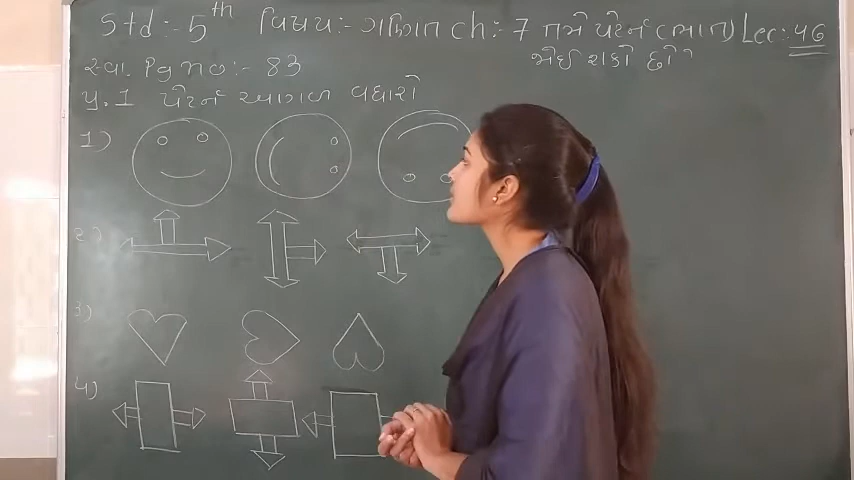 Std :- 5th વિષય:- ગણિત ch:- 7 તમે પેટર્ન (ભાત) Lec:- 46
જોઈ શકો છો ?
સ્વા. Pg no:- 83
પ્ર.1 પેટર્ન આગળ વધારો
1)
2)
3)
4)